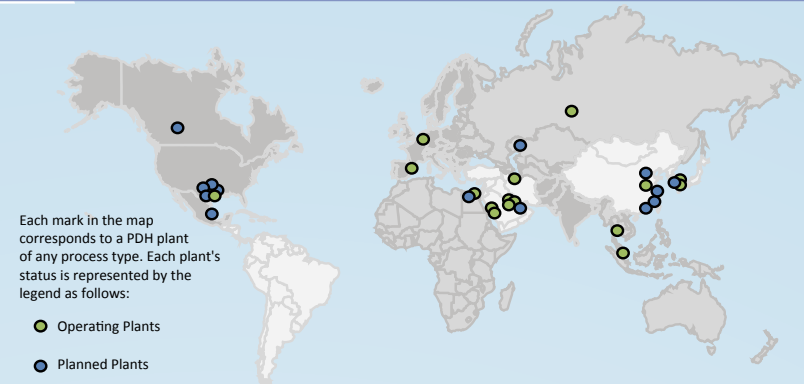 Each mark in the map
corresponds to a PDH plant
of any process type. Each plant's
status is represented by the
legend as follows:
Operating Plants
Planned Plants